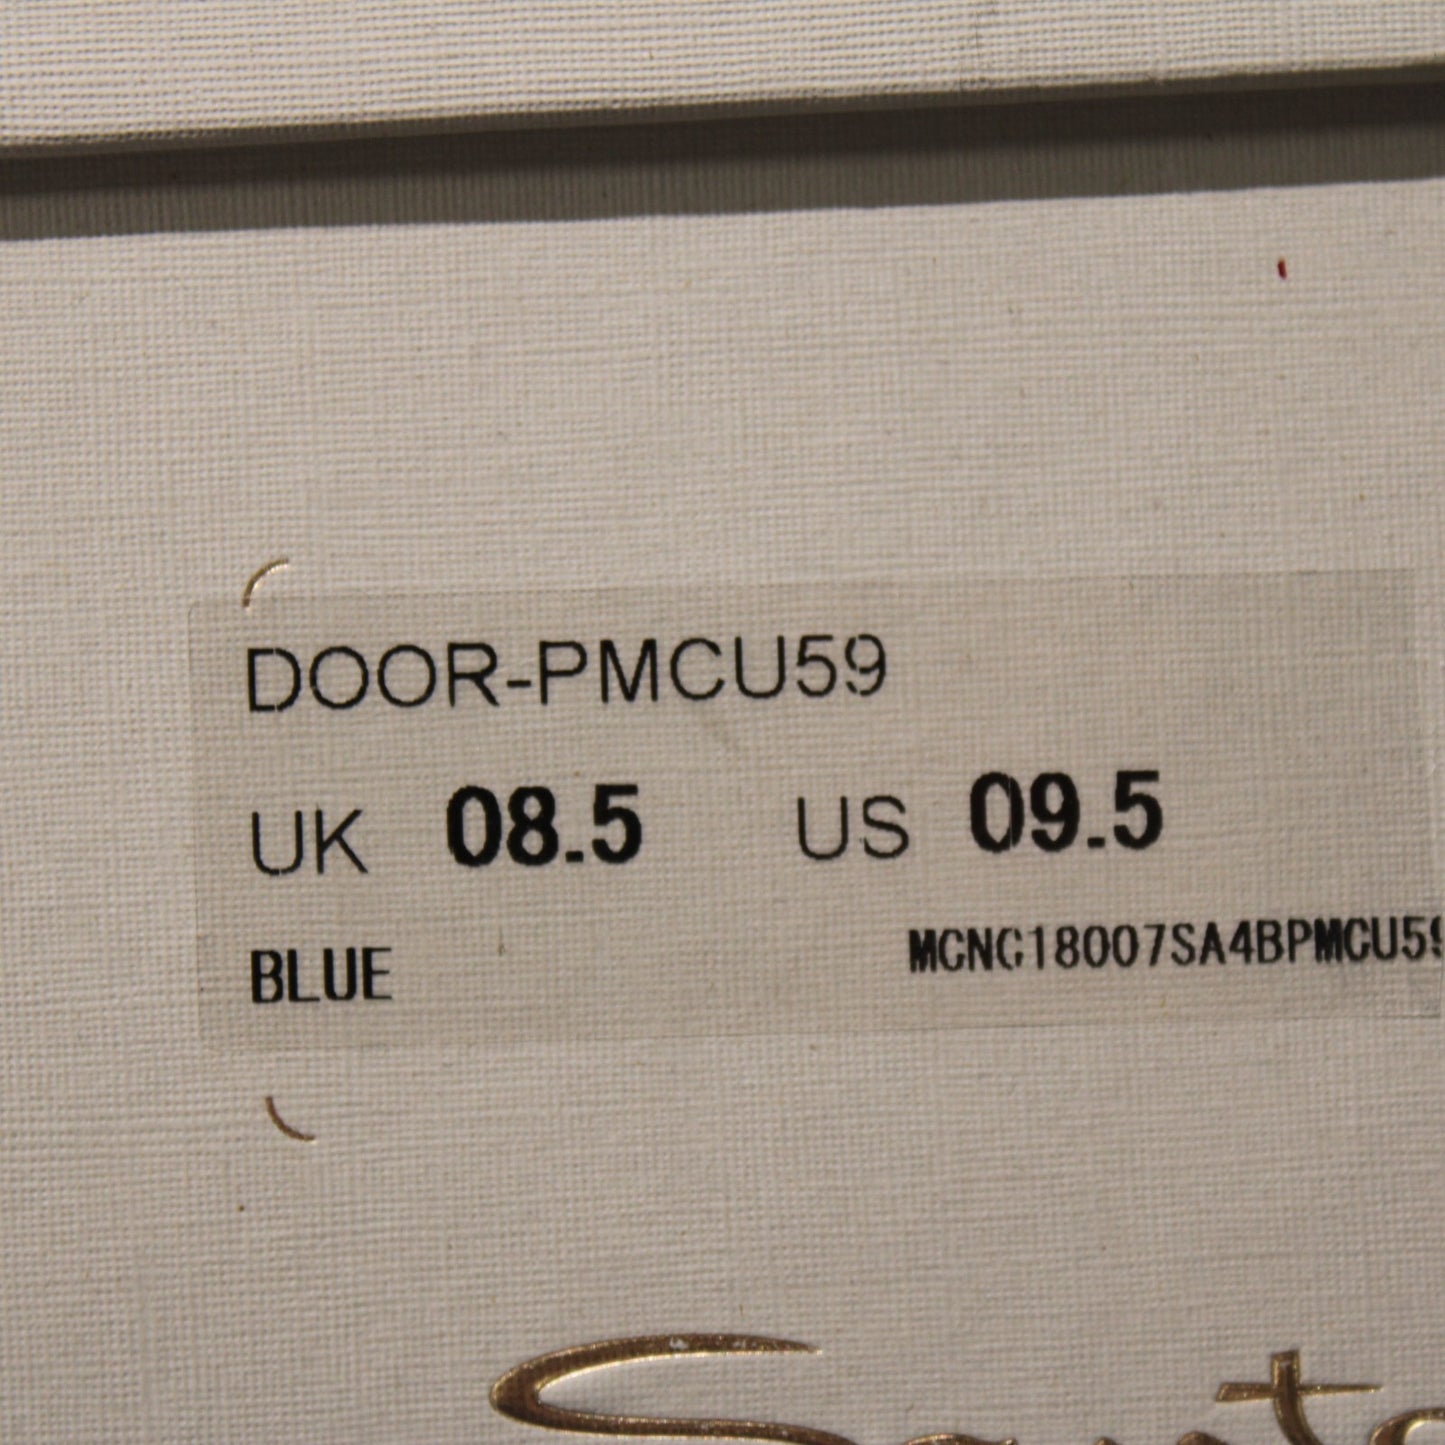 DOOR-PMCU59
UK 08.5 US 09.5
BLUE MCNC18007SA4BPMCU59